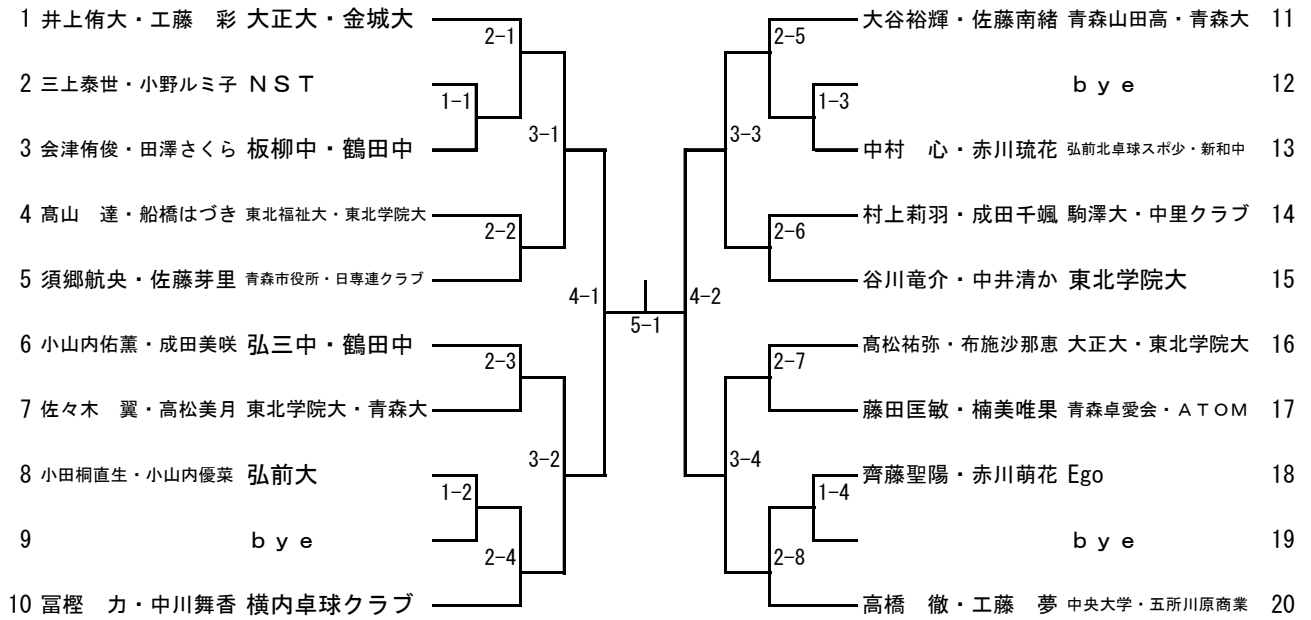 1 井上侑大・工藤　彩 大正大・金城大
2-1
2 三上泰世・小野ルミ子 ＮＳＴ
1-1
3-1
3 会津侑俊・田澤さくら 板柳中・鶴田中
4 髙山　達・船橋はづき 東北福祉大・東北学院大
2-2
5 須郷航央・佐藤芽里 青森市役所・日専連クラブ
4-1
6 小山内佑薫・成田美咲 弘三中・鶴田中
2-3
7 佐々木　翼・高松美月 東北学院大・青森大
3-2
8 小田桐直生・小山内優菜 弘前大
1-2
9 ｂｙｅ
2-4
10 冨樫　力・中川舞香 横内卓球クラブ
5-1
大谷裕輝・佐藤南緒 青森山田高・青森大 11
2-5
ｂｙｅ 12
1-3
3-3
中村　心・赤川琉花 弘前北卓球スポ少・新和中 13
村上莉羽・成田千颯 駒澤大・中里クラブ 14
2-6
谷川竜介・中井清か 東北学院大 15
4-2
髙松祐弥・布施沙那恵 大正大・東北学院大 16
2-7
藤田匡敏・楠美唯果 青森卓愛会・ＡＴＯＭ 17
3-4
齊藤聖陽・赤川萌花 Ego 18
1-4
ｂｙｅ 19
2-8
高橋　徹・工藤　夢 中央大学・五所川原商業 20